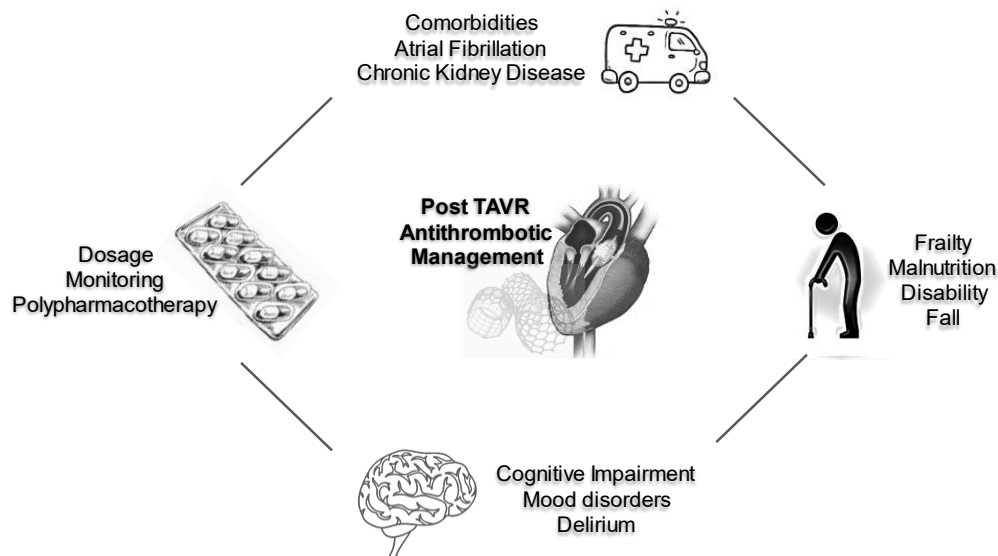 Comorbidities
Atrial Fibrillation
Chronic Kidney Disease
Post TAVR
Antithrombotic
Management
Dosage
Monitoring
Polypharmacotherapy
Frailty
Malnutrition
Disability
Fall
Cognitive Impairment
Mood disorders
Delirium